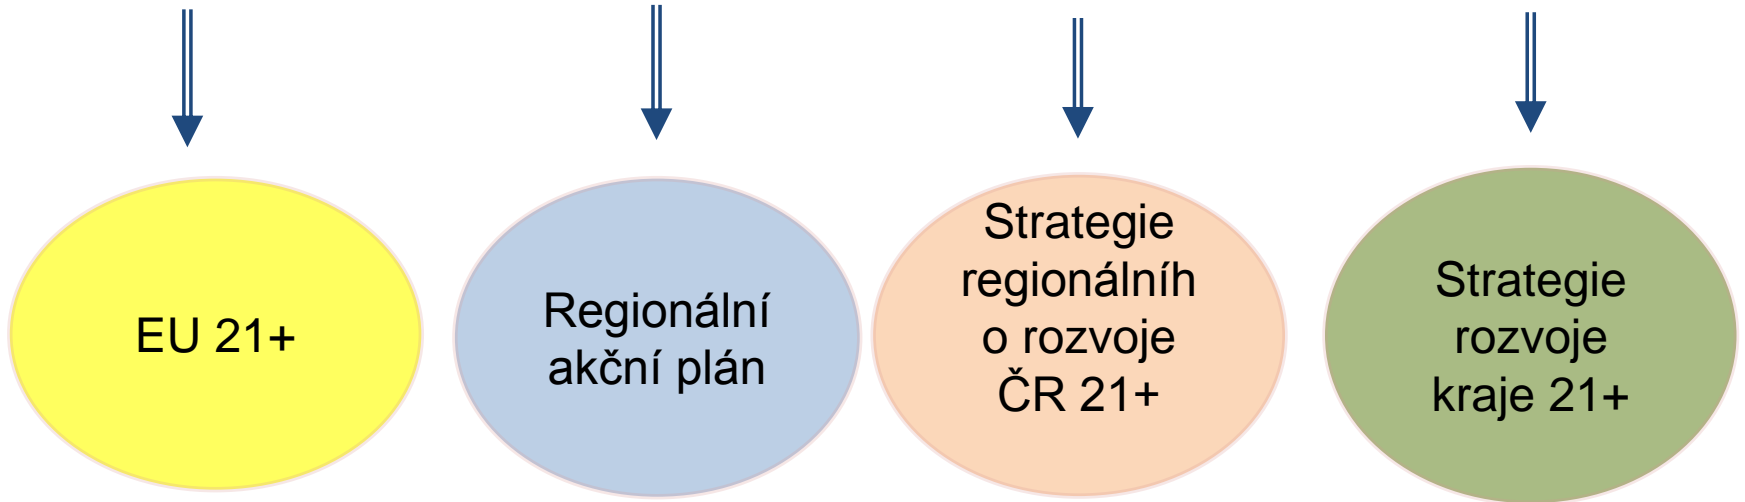 EU 21+
Regionální
akční plán
Strategie
regionálníh
o rozvoje
ČR 21+
Strategie
rozvoje
kraje 21+